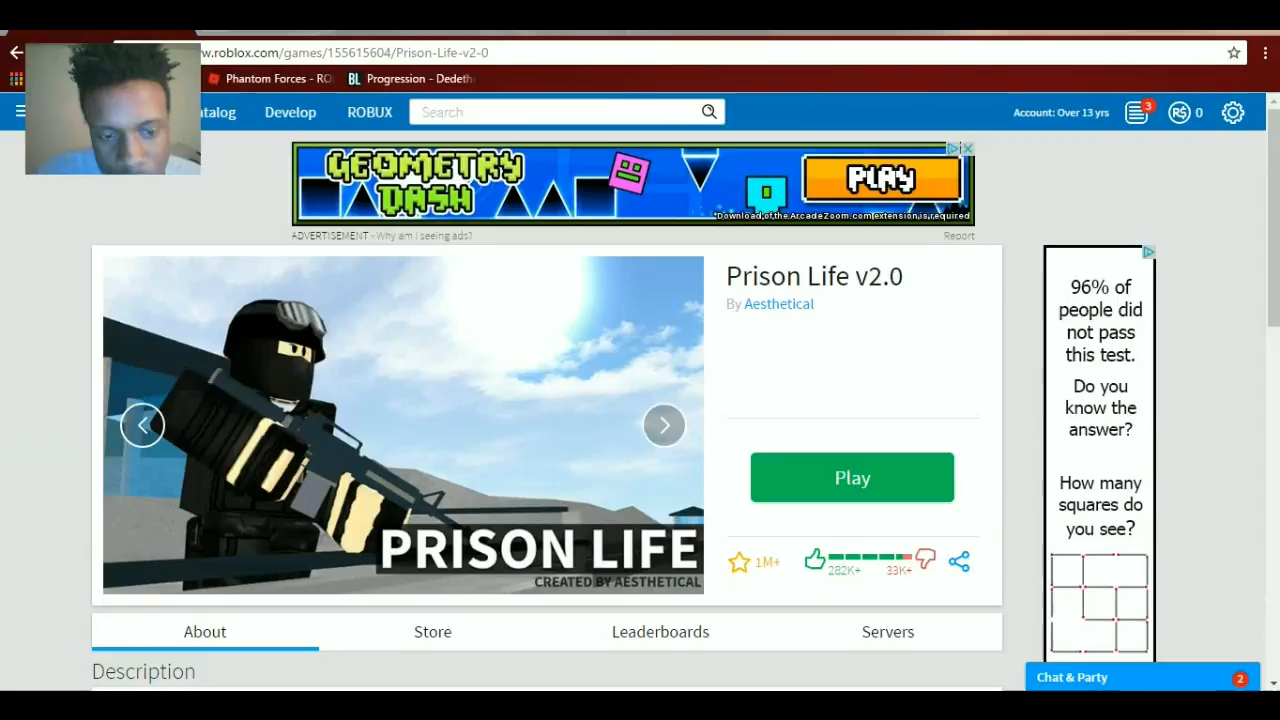 w.roblox.com/games/155615604/Prison-Life-v2-0
Phantom Forces - RO
BL Progression - Dedeth
atalog Develop ROBUX Search Account: Over 13 yrs 3 R$ 0
GEOMETRY
DASH
PLAY
*Download of the ArcadeZoom.com extension is required
ADVERTISEMENT - Why am I seeing ads? Report
Prison Life v2.0
By Aesthetical
PRISON LIFE
CREATED BY AESTHETICAL
Play
1M+ 282K+ 33K+
96% of
people did
not pass
this test.
Do you
know the
answer?
How many
squares do
you see?
About Store Leaderboards Servers
Description
Chat & Party 2